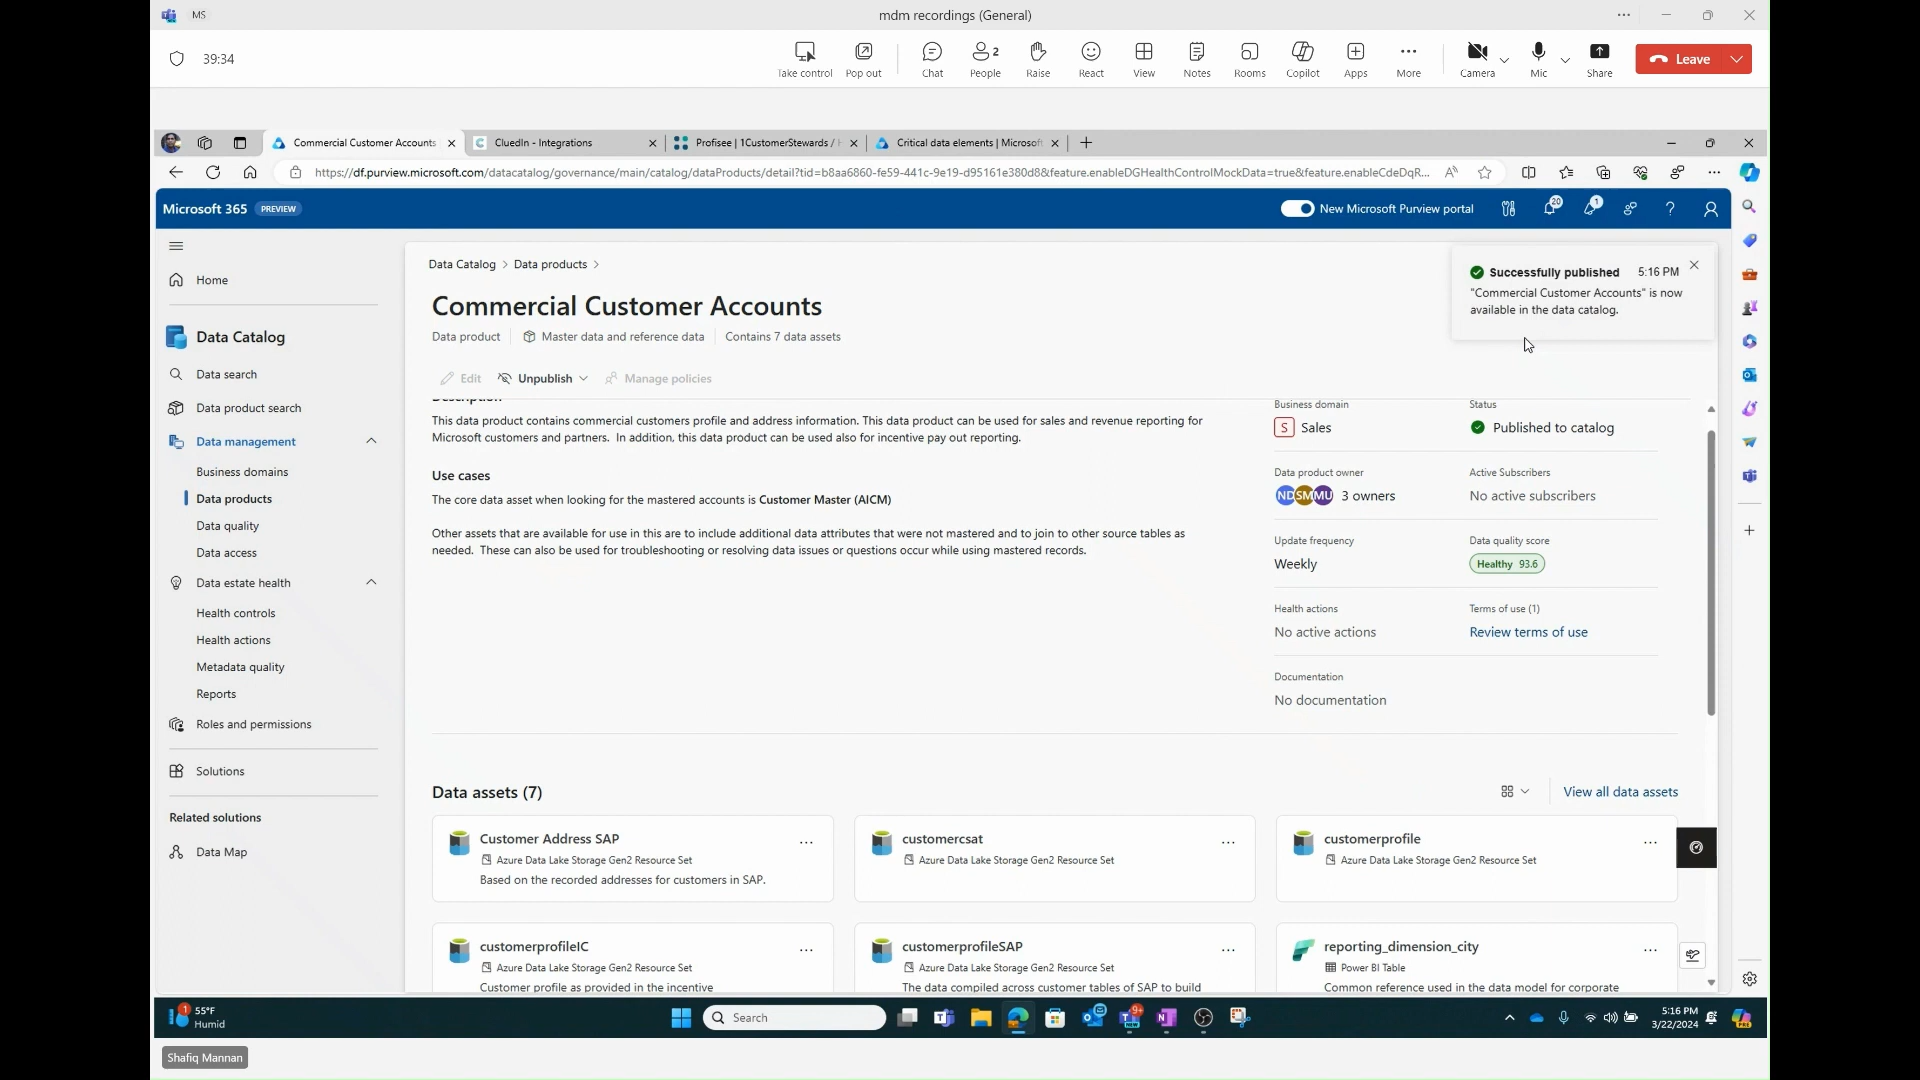 MS
mdm recordings (General)
39:34
Take control
Pop out
Chat
2
People
Raise
React
View
Notes
Rooms
Copilot
Apps
More
Camera
Mic
Share
Leave
Commercial Customer Accounts
CluedIn - Integrations
Profisee | 1CustomerStewards /
Critical data elements | Microsof
https://df.purview.microsoft.com/datacatalog/governance/main/catalog/dataProducts/detail?tid=b8aa6860-fe59-441c-9e19-d95161e380d8&feature.enableDGHealthControlMockData=true&feature.enableCdeDqR...
Microsoft 365
PREVIEW
New Microsoft Purview portal
20
1
Home
Data Catalog
Data search
Data product search
Data management
Business domains
Data products
Data quality
Data access
Data estate health
Health controls
Health actions
Metadata quality
Reports
Roles and permissions
Solutions
Related solutions
Data Map
Data Catalog > Data products >
Commercial Customer Accounts
Data product
Master data and reference data
Contains 7 data assets
Successfully published 5:16 PM
"Commercial Customer Accounts" is now
available in the data catalog.
Edit
Unpublish
Manage policies
Description
This data product contains commercial customers profile and address information. This data product can be used for sales and revenue reporting for
Microsoft customers and partners. In addition, this data product can be used also for incentive pay out reporting.
Use cases
The core data asset when looking for the mastered accounts is Customer Master (AICM)
Other assets that are available for use in this are to include additional data attributes that were not mastered and to join to other source tables as
needed. These can also be used for troubleshooting or resolving data issues or questions occur while using mastered records.
Business domain
S Sales
Status
Published to catalog
Data product owner
ND SM MU 3 owners
Active Subscribers
No active subscribers
Update frequency
Weekly
Data quality score
Healthy 93.6
Health actions
No active actions
Terms of use (1)
Review terms of use
Documentation
No documentation
Data assets (7)
View all data assets
Customer Address SAP
Azure Data Lake Storage Gen2 Resource Set
Based on the recorded addresses for customers in SAP.
customercsat
Azure Data Lake Storage Gen2 Resource Set
customerprofile
Azure Data Lake Storage Gen2 Resource Set
customerprofileIC
Azure Data Lake Storage Gen2 Resource Set
Customer profile as provided in the incentive
customerprofileSAP
Azure Data Lake Storage Gen2 Resource Set
The data compiled across customer tables of SAP to build
reporting_dimension_city
Power BI Table
Common reference used in the data model for corporate
1
55°F
Humid
Search
9+
5:16 PM
3/22/2024
PRE
Shafiq Mannan